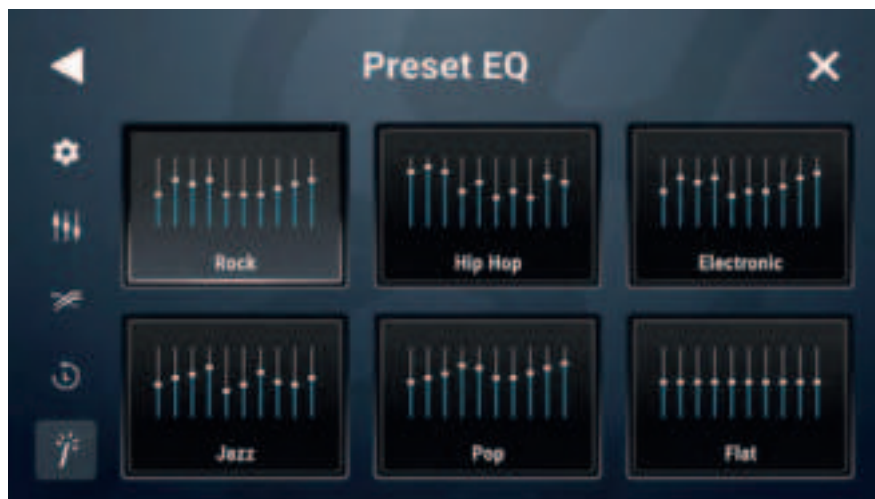 Preset EQ
Rock
Hip Hop
Electronic
Jazz
Pop
Flat